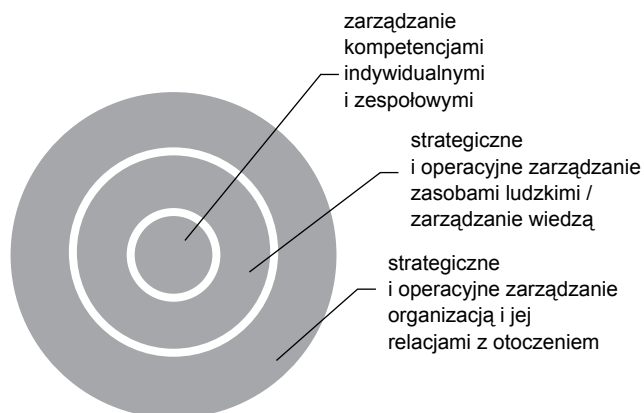 zarządzanie
kompetencjami
indywidualnymi
i zespołowymi
strategiczne
i operacyjne zarządzanie
zasobami ludzkimi /
zarządzanie wiedzą
strategiczne
i operacyjne zarządzanie
organizacją i jej
relacjami z otoczeniem